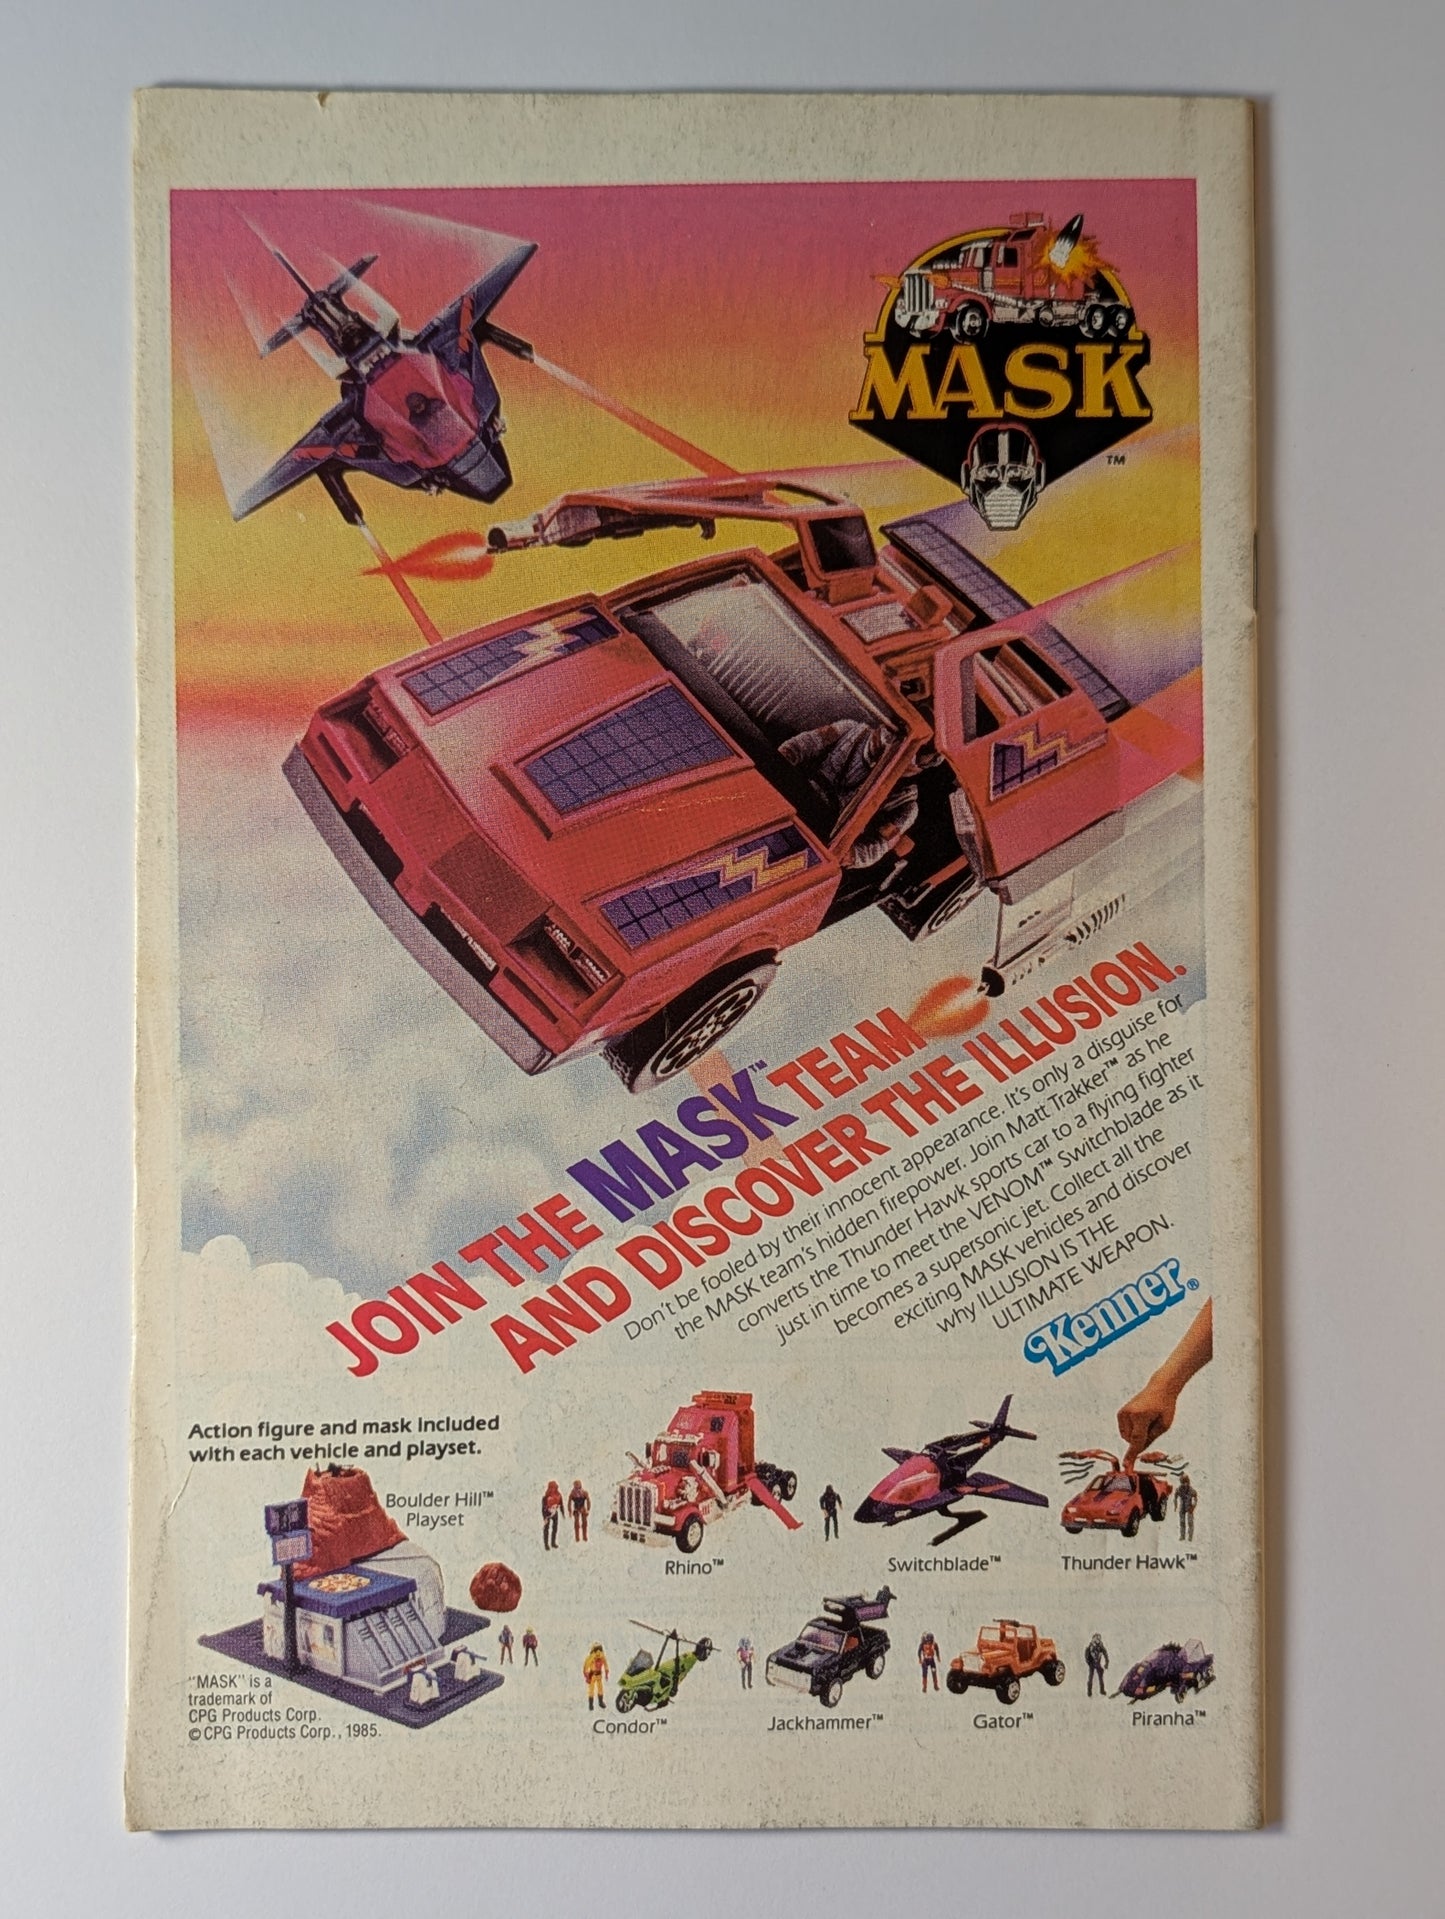 MASK
TM
JOIN THE MASK™ TEAM
AND DISCOVER THE ILLUSION.
Don't be fooled by their innocent appearance. It's only a disguise for
the MASK team's hidden firepower. Join Matt Trakker™ as he
converts the Thunder Hawk sports car to a flying fighter
just in time to meet the VENOM™ Switchblade as it
becomes a supersonic jet. Collect all the
exciting MASK vehicles and discover
why ILLUSION IS THE
ULTIMATE WEAPON.
Kenner®
Action figure and mask included
with each vehicle and playset.
Boulder Hill™
Playset
Rhino™
Switchblade™
Thunder Hawk™
Condor™
Jackhammer™
Gator™
Piranha™
"MASK" is a
trademark of
CPG Products Corp.
© CPG Products Corp., 1985.